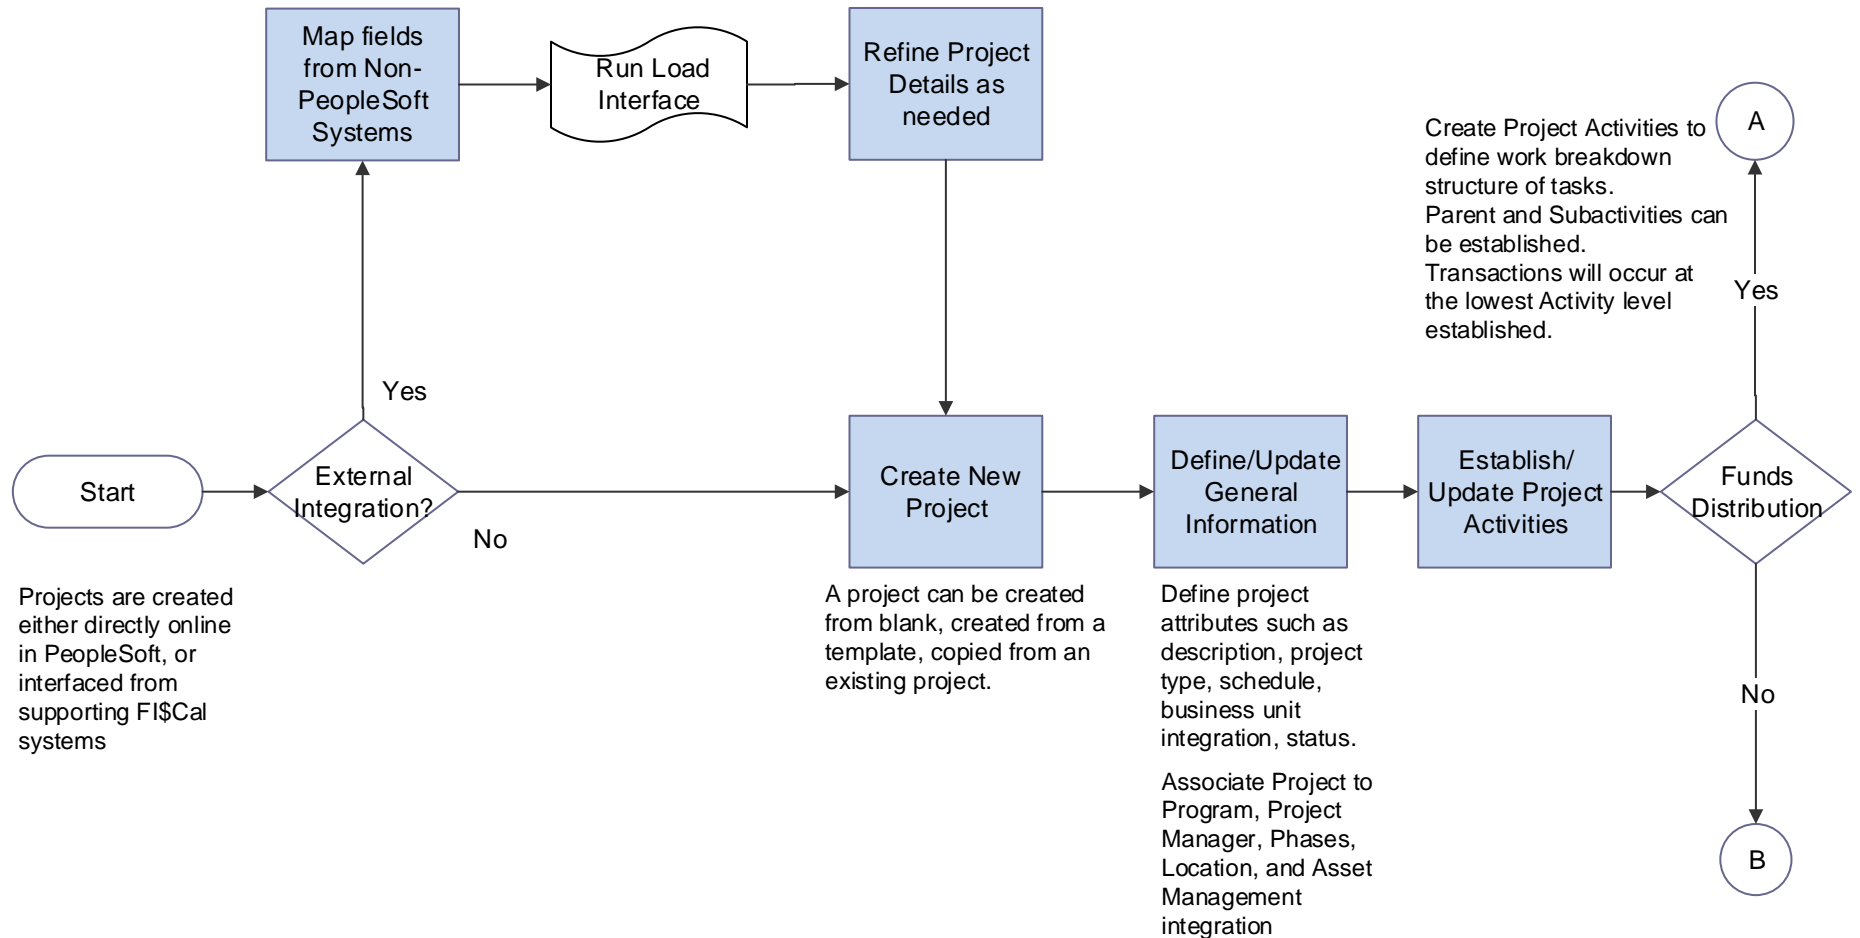 Map fields
from Non-
PeopleSoft
Systems
Run Load
Interface
Refine Project
Details as
needed
Create Project Activities to
define work breakdown
structure of tasks.
Parent and Subactivities can
be established.
Transactions will occur at
the lowest Activity level
established.
A
Yes
Yes
Start
External
Integration?
No
Create New
Project
Define/Update
General
Information
Establish/
Update Project
Activities
Funds
Distribution
Projects are created
either directly online
in PeopleSoft, or
interfaced from
supporting FI$Cal
systems
A project can be created
from blank, created from a
template, copied from an
existing project.
Define project
attributes such as
description, project
type, schedule,
business unit
integration, status.
Associate Project to
Program, Project
Manager, Phases,
Location, and Asset
Management
integration
No
B